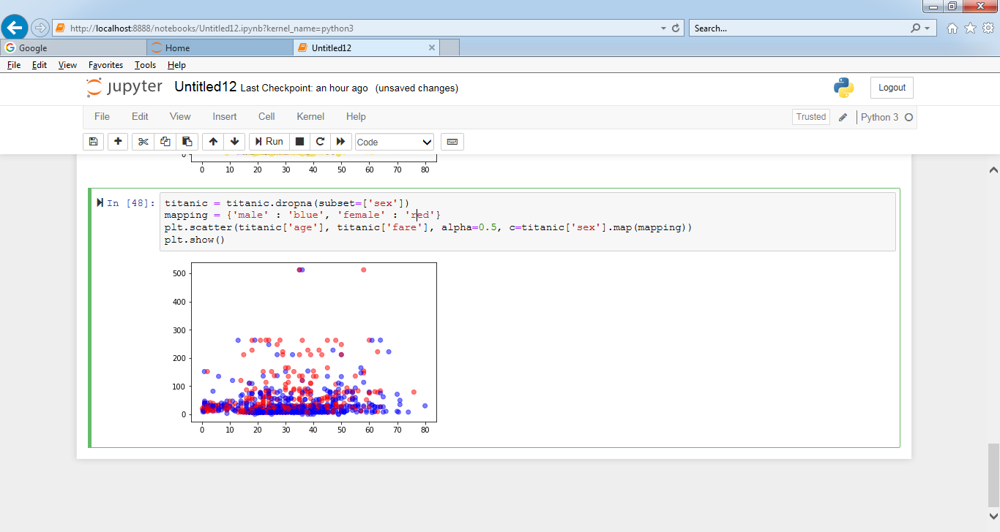 http://localhost:8888/notebooks/Untitled12.ipynb?kernel_name=python3
Search...
Google
Home
Untitled12
File Edit View Favorites Tools Help
jupyter Untitled12 Last Checkpoint: an hour ago (unsaved changes)
Logout
File Edit View Insert Cell Kernel Help
Trusted
Python 3
Run
Code
0
0 10 20 30 40 50 60 70 80
In [48]:
titanic = titanic.dropna(subset=['sex'])
mapping = {'male' : 'blue', 'female' : 'red'}
plt.scatter(titanic['age'], titanic['fare'], alpha=0.5, c=titanic['sex'].map(mapping))
plt.show()
500
400
300
200
100
0
0 10 20 30 40 50 60 70 80